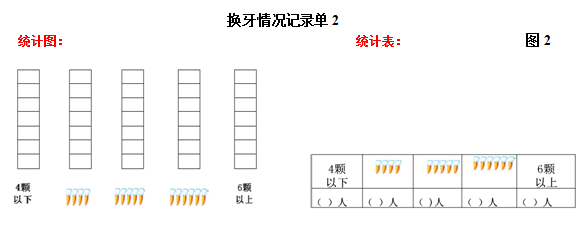 换牙情况记录单 2
统计图： 统计表： 图 2
4颗
以下
6颗
以上
4颗
以下
6颗
以上
（ ）人 （ ）人 （ ）人 （ ）人 （ ）人